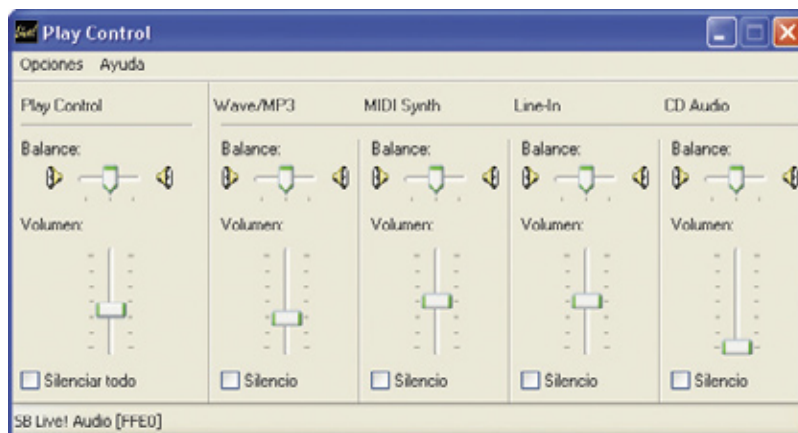 Play Control
Opciones Ayuda
Play Control Wave/MP3 MIDI Synth Line-In CD Audio
Balance: Balance: Balance: Balance: Balance:
Volumen: Volumen: Volumen: Volumen: Volumen:
Silenciar todo Silencio Silencio Silencio Silencio
SB Live! Audio [FFE0]